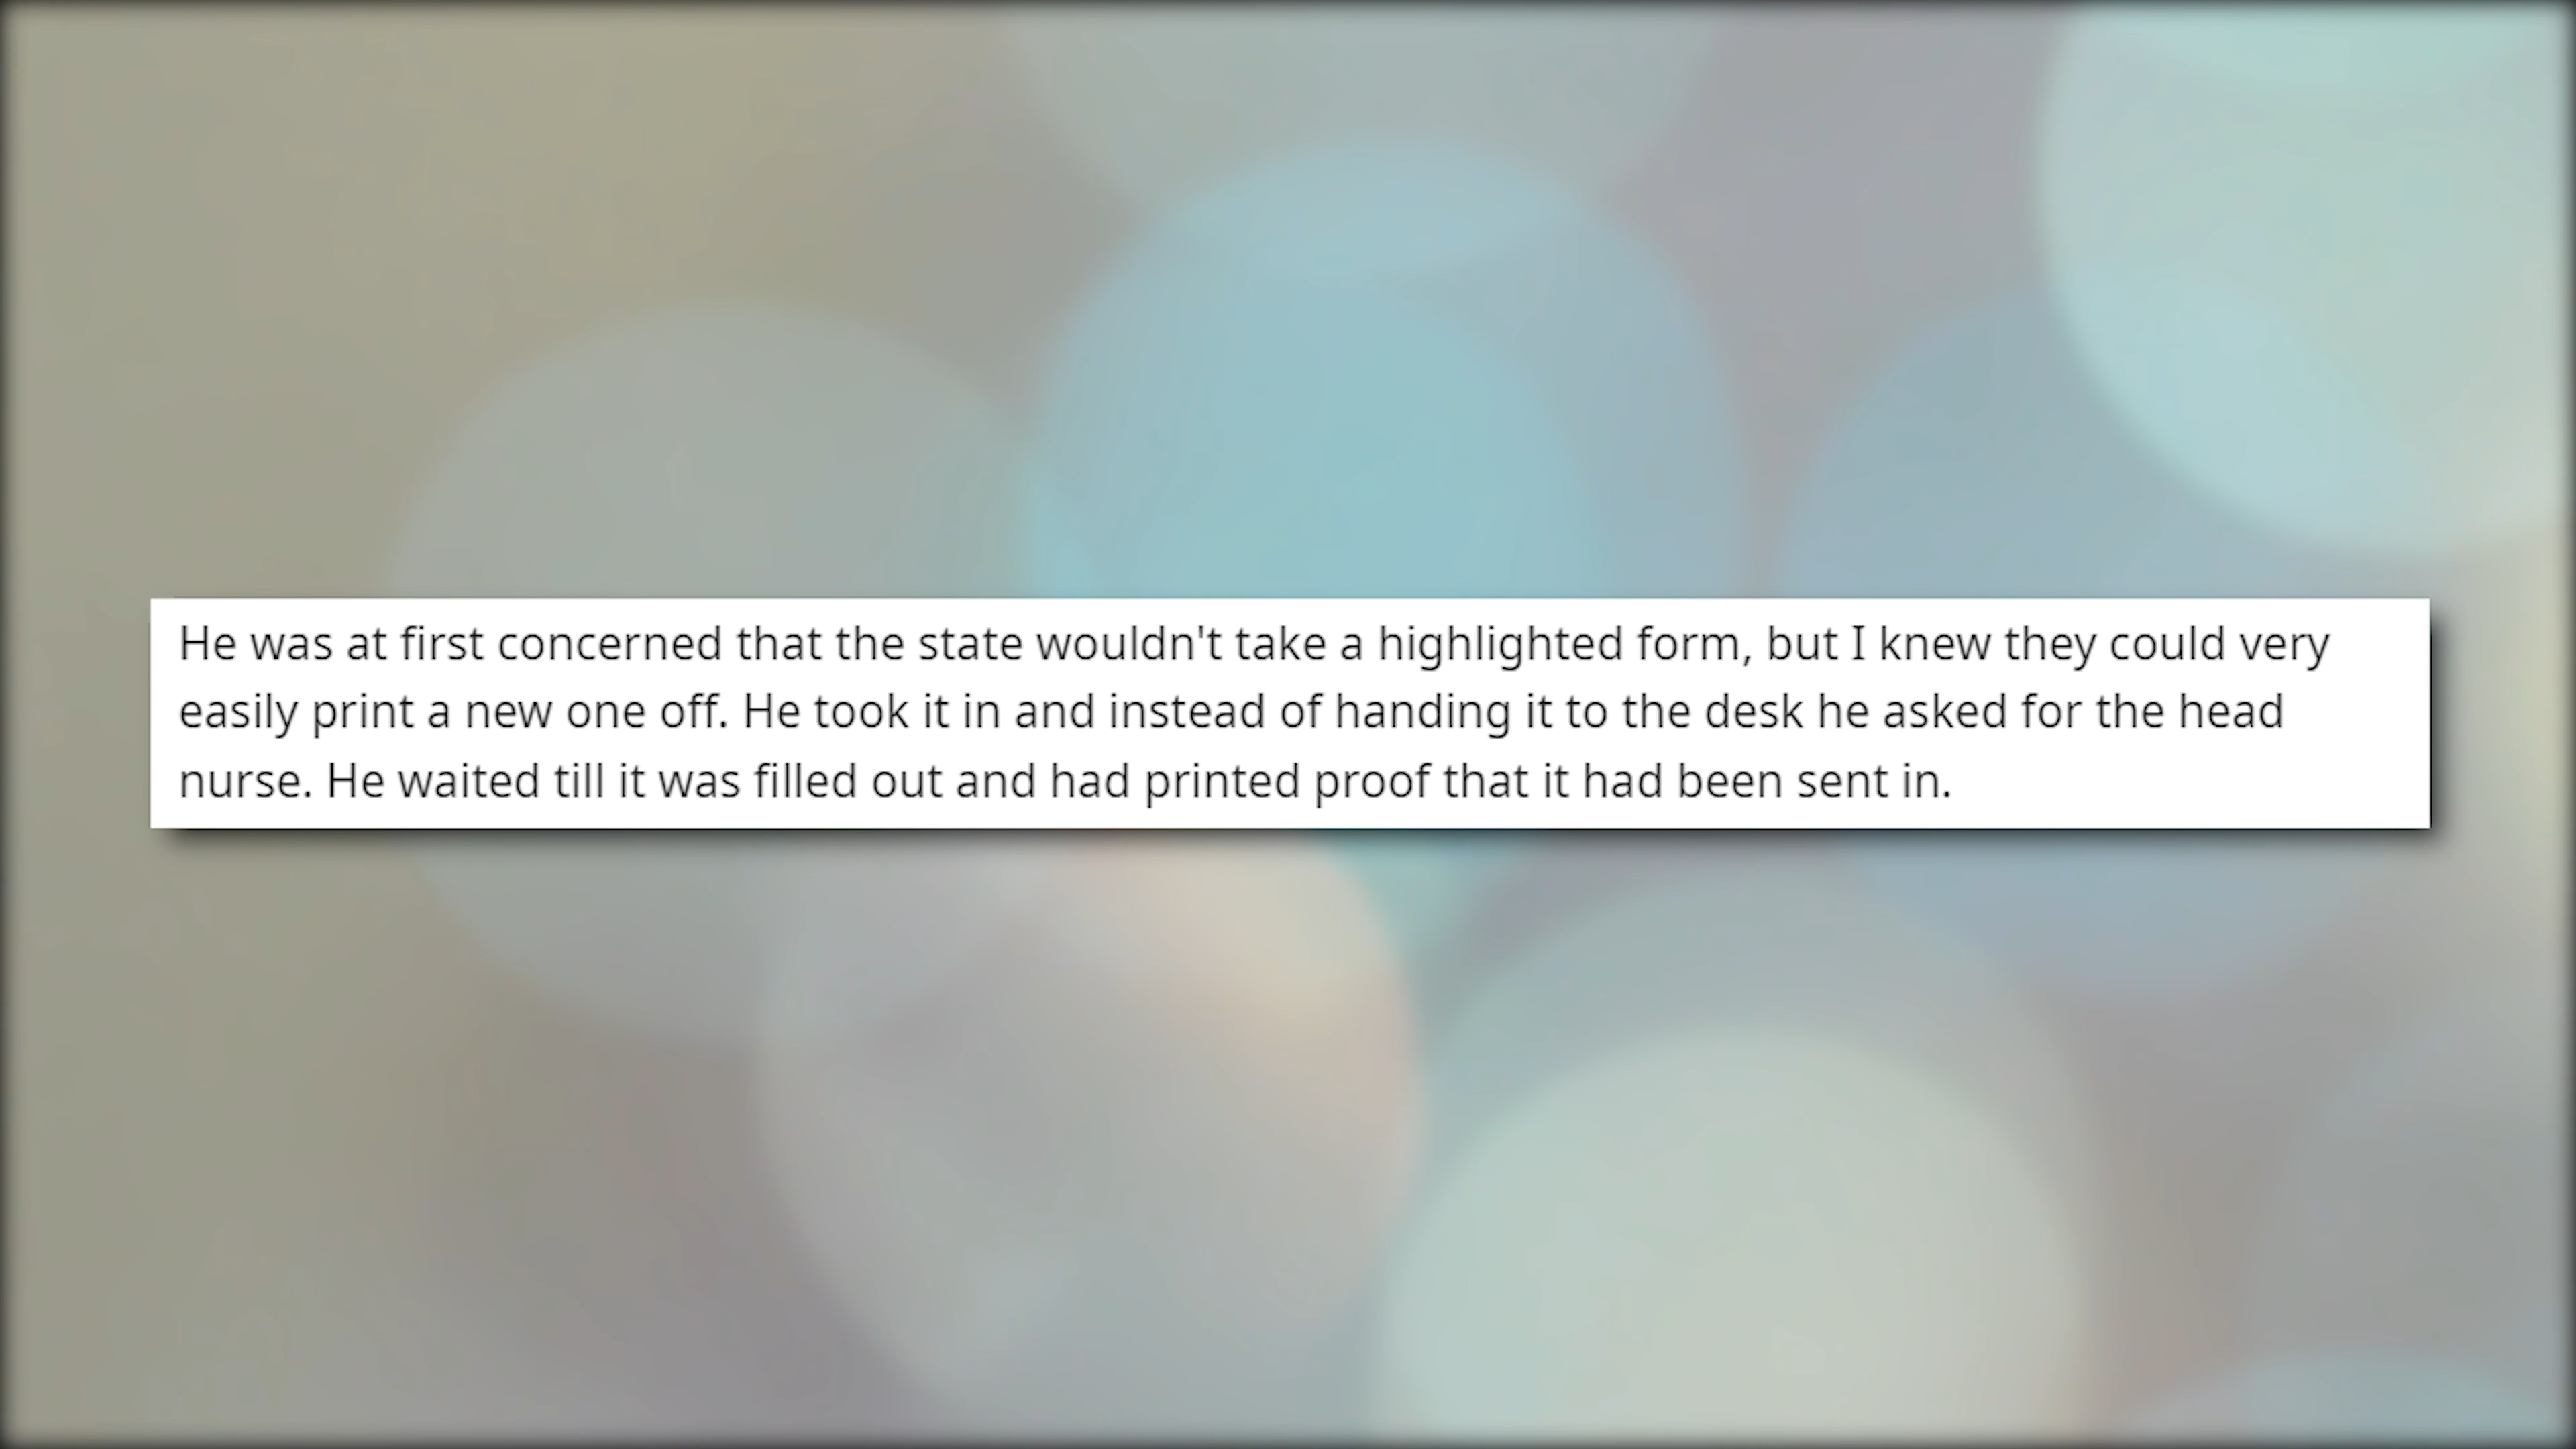 He was at first concerned that the state wouldn't take a highlighted form, but I knew they could very
easily print a new one off. He took it in and instead of handing it to the desk he asked for the head
nurse. He waited till it was filled out and had printed proof that it had been sent in.